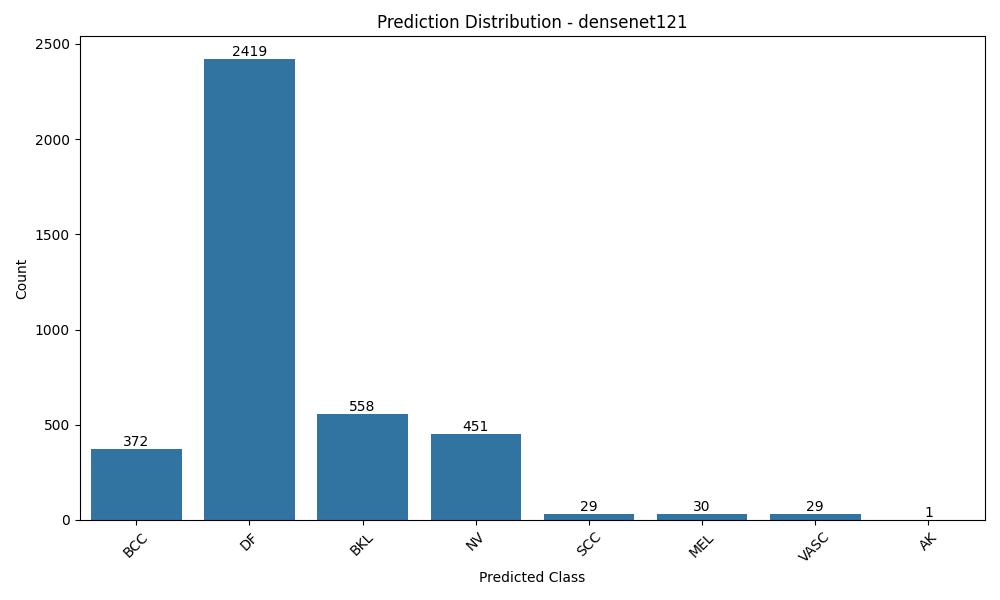 Prediction Distribution - densenet121
Count
2500
2000
1500
1000
500
0
372
2419
558
451
29
30
29
1
BCC
DF
BKL
NV
SCC
MEL
VASC
AK
Predicted Class